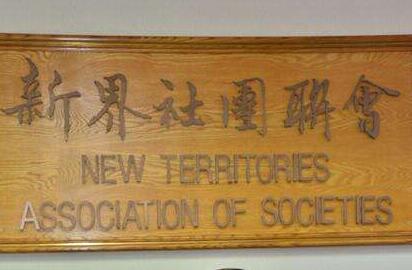 新界社團聯會
NEW TERRITORIES
ASSOCIATION OF SOCIETIES